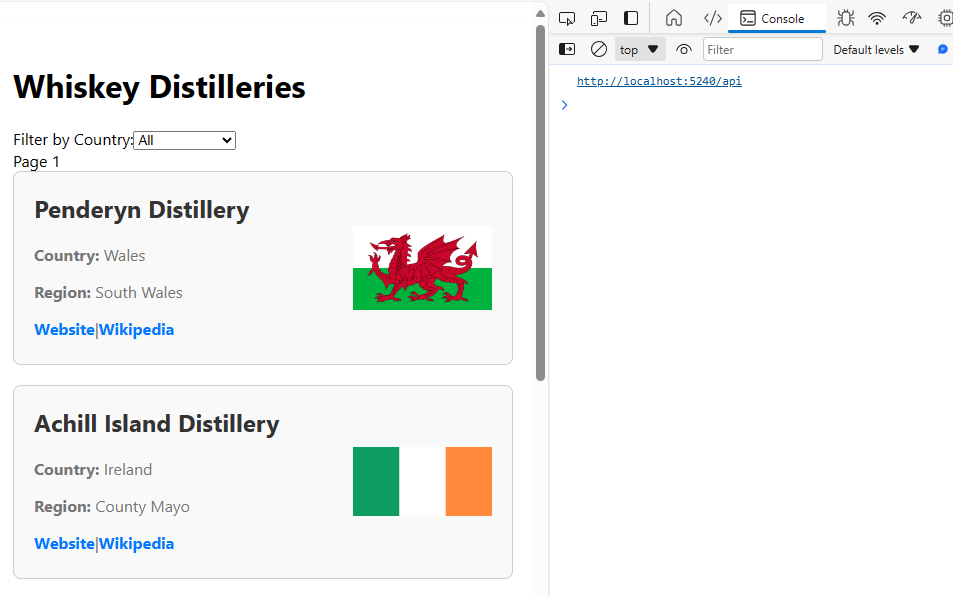 Whiskey Distilleries
Filter by Country: All
Page 1
Penderyn Distillery
Country: Wales
Region: South Wales
Website|Wikipedia
Achill Island Distillery
Country: Ireland
Region: County Mayo
Website|Wikipedia
Console
top
Filter
Default levels
http://localhost:5240/api